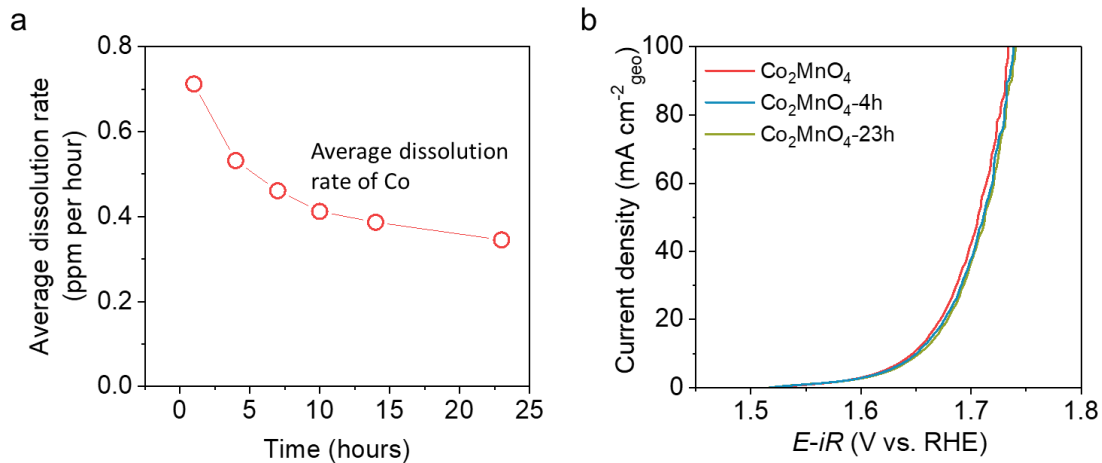 a
Average dissolution rate
(ppm per hour)
0.8
0.6
0.4
0.2
0.0
Average dissolution
rate of Co
0
5
10
15
20
25
Time (hours)
b
Current density (mA cm⁻²geo)
100
80
60
40
20
0
Co₂MnO₄
Co₂MnO₄-4h
Co₂MnO₄-23h
1.5
1.6
1.7
1.8
E-iR (V vs. RHE)